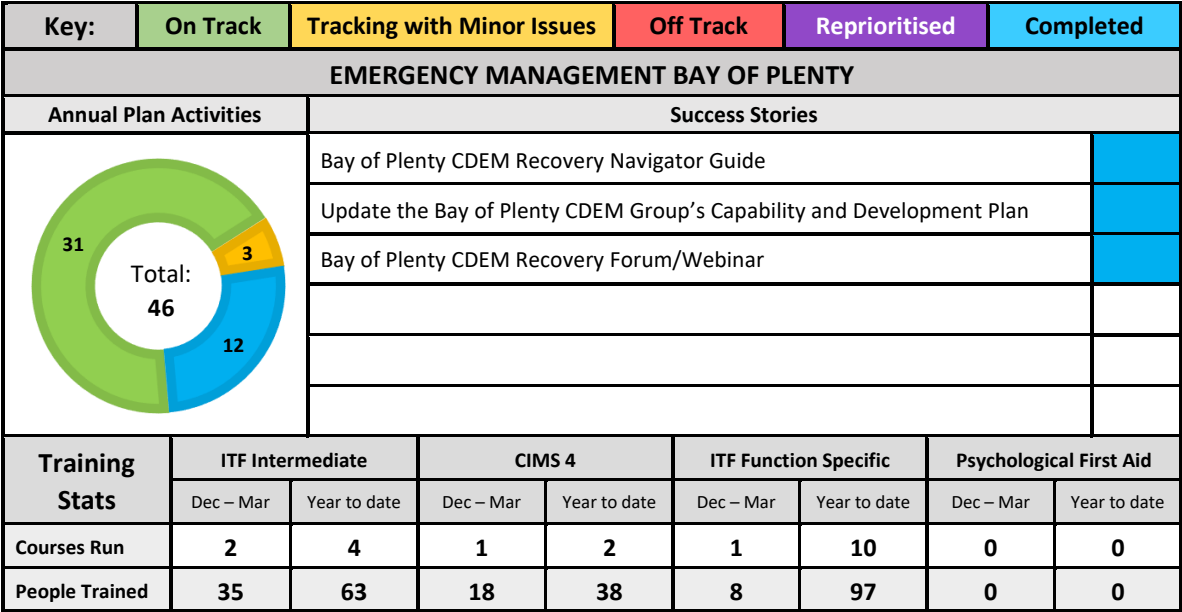 Key: On Track Tracking with Minor Issues Off Track Reprioritised Completed
EMERGENCY MANAGEMENT BAY OF PLENTY
Annual Plan Activities Success Stories
31
3
Total:
46
12
Bay of Plenty CDEM Recovery Navigator Guide
Update the Bay of Plenty CDEM Group’s Capability and Development Plan
Bay of Plenty CDEM Recovery Forum/Webinar
Training
Stats
ITF Intermediate CIMS 4 ITF Function Specific Psychological First Aid
Dec – Mar Year to date Dec – Mar Year to date Dec – Mar Year to date Dec – Mar Year to date
Courses Run 2 4 1 2 1 10 0 0
People Trained 35 63 18 38 8 97 0 0